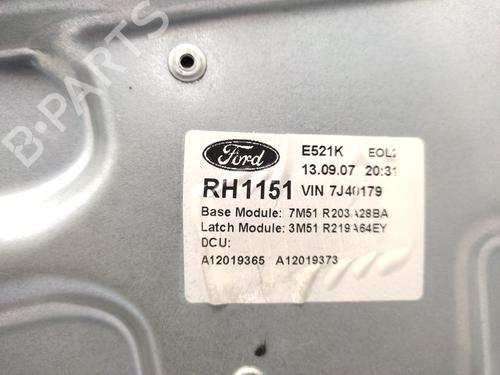 B-PARTS
Ford
E521K EOL2
13.09.07 20:31
RH1151 VIN 7J40179
Base Module: 7M51 R203A28BA
Latch Module: 3M51 R219A64EY
DCU:
A12019365 A12019373